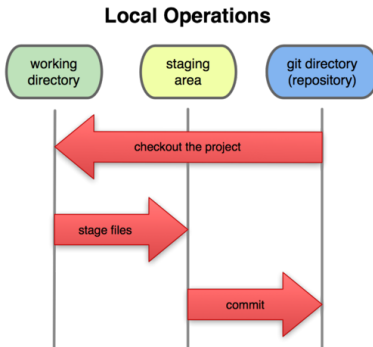 Local Operations
working
directory
staging
area
git directory
(repository)
checkout the project
stage files
commit